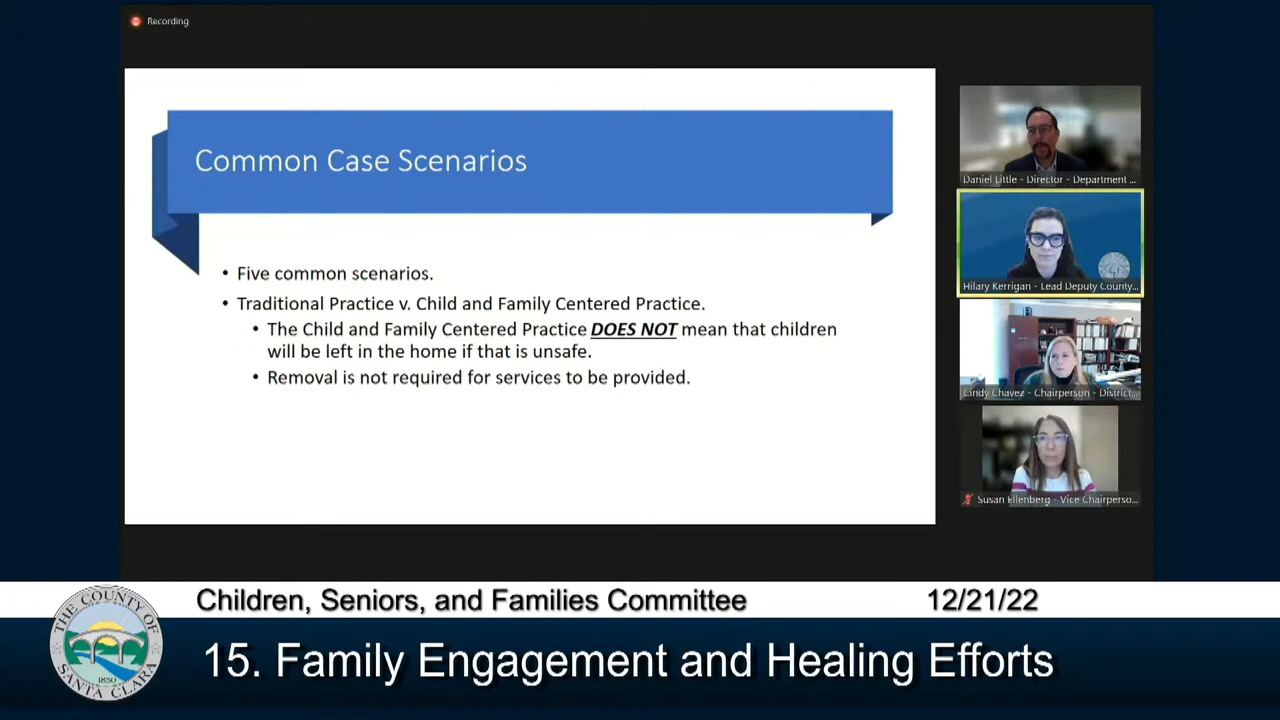 Recording
Common Case Scenarios
• Five common scenarios.
• Traditional Practice v. Child and Family Centered Practice.
• The Child and Family Centered Practice DOES NOT mean that children
will be left in the home if that is unsafe.
• Removal is not required for services to be provided.
Daniel Little - Director - Department ...
Hilary Kerrigan - Lead Deputy County...
Cindy Chavez - Chairperson - District...
Susan Ellenberg - Vice Chairperso...
Children, Seniors, and Families Committee 12/21/22
15. Family Engagement and Healing Efforts
THE COUNTY OF
SANTA CLARA
1850